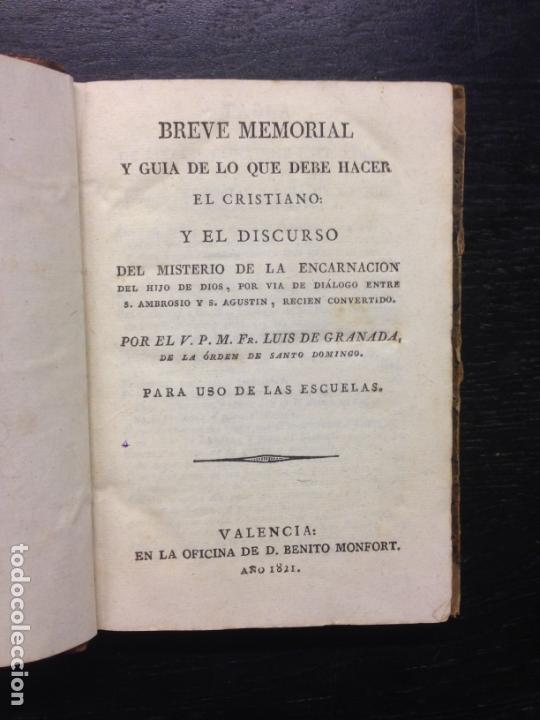 BREVE MEMORIAL
Y GUIA DE LO QUE DEBE HACER
EL CRISTIANO:
Y EL DISCURSO
DEL MISTERIO DE LA ENCARNACION
DEL HIJO DE DIOS, POR VIA DE DIÁLOGO ENTRE
S. AMBROSIO Y S. AGUSTIN, RECIEN CONVERTIDO.
POR EL V. P. M. FR. LUIS DE GRANADA,
DE LA ÓRDEN DE SANTO DOMINGO.
PARA USO DE LAS ESCUELAS.
VALENCIA:
EN LA OFICINA DE D. BENITO MONFORT.
AÑO 1821.
todocoleccion.net